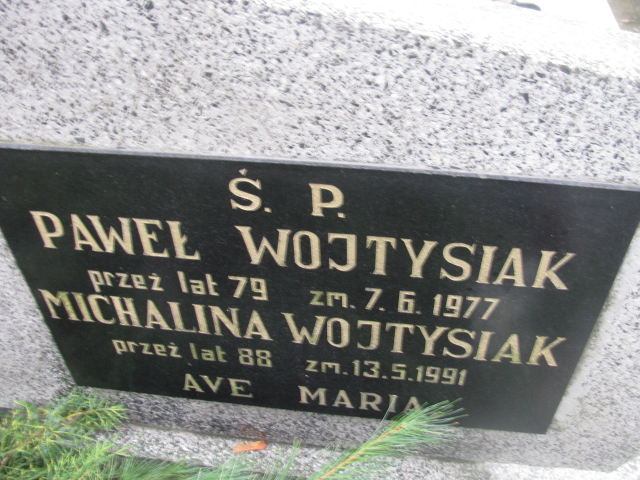 Ś. P.
PAWEŁ WOJTYSIAK
przeż lat 79 zm. 7. 6. 1977
MICHALINA WOJTYSIAK
przeż lat 88 zm. 13.5.1991
AVE MARIA